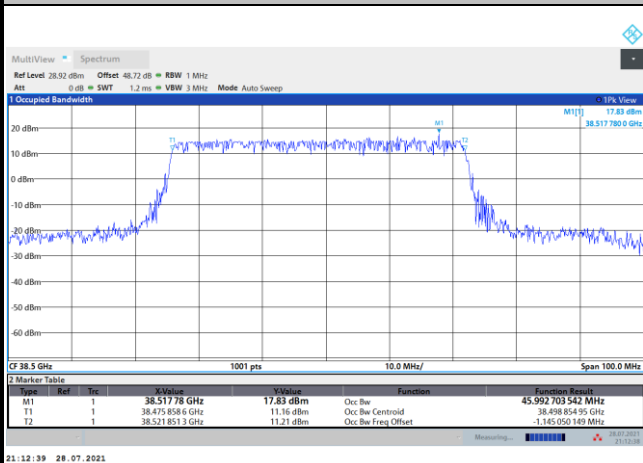 MultiView Spectrum
Ref Level 28.92 dBm Offset 48.72 dB RBW 1 MHz
Att 0 dB SWT 1.2 ms VBW 3 MHz Mode Auto Sweep
1 Occupied Bandwidth 1Pk View
M1[1] 17.83 dBm
38.517 780 0 GHz
M1
20 dBm
T1 T2
10 dBm
0 dBm
-10 dBm
-20 dBm
-30 dBm
-40 dBm
-50 dBm
-60 dBm
CF 38.5 GHz 1001 pts 10.0 MHz/ Span 100.0 MHz
2 Marker Table
Type Ref Trc X-Value Y-Value Function Function Result
M1 1 38.517 78 GHz 17.83 dBm Occ Bw 45.992 703 542 MHz
T1 1 38.475 858 6 GHz 11.16 dBm Occ Bw Centroid 38.498 854 95 GHz
T2 1 38.521 851 3 GHz 11.21 dBm Occ Bw Freq Offset -1.145 050 149 MHz
Measuring... 28.07.2021
21:12:39
21:12:39 28.07.2021